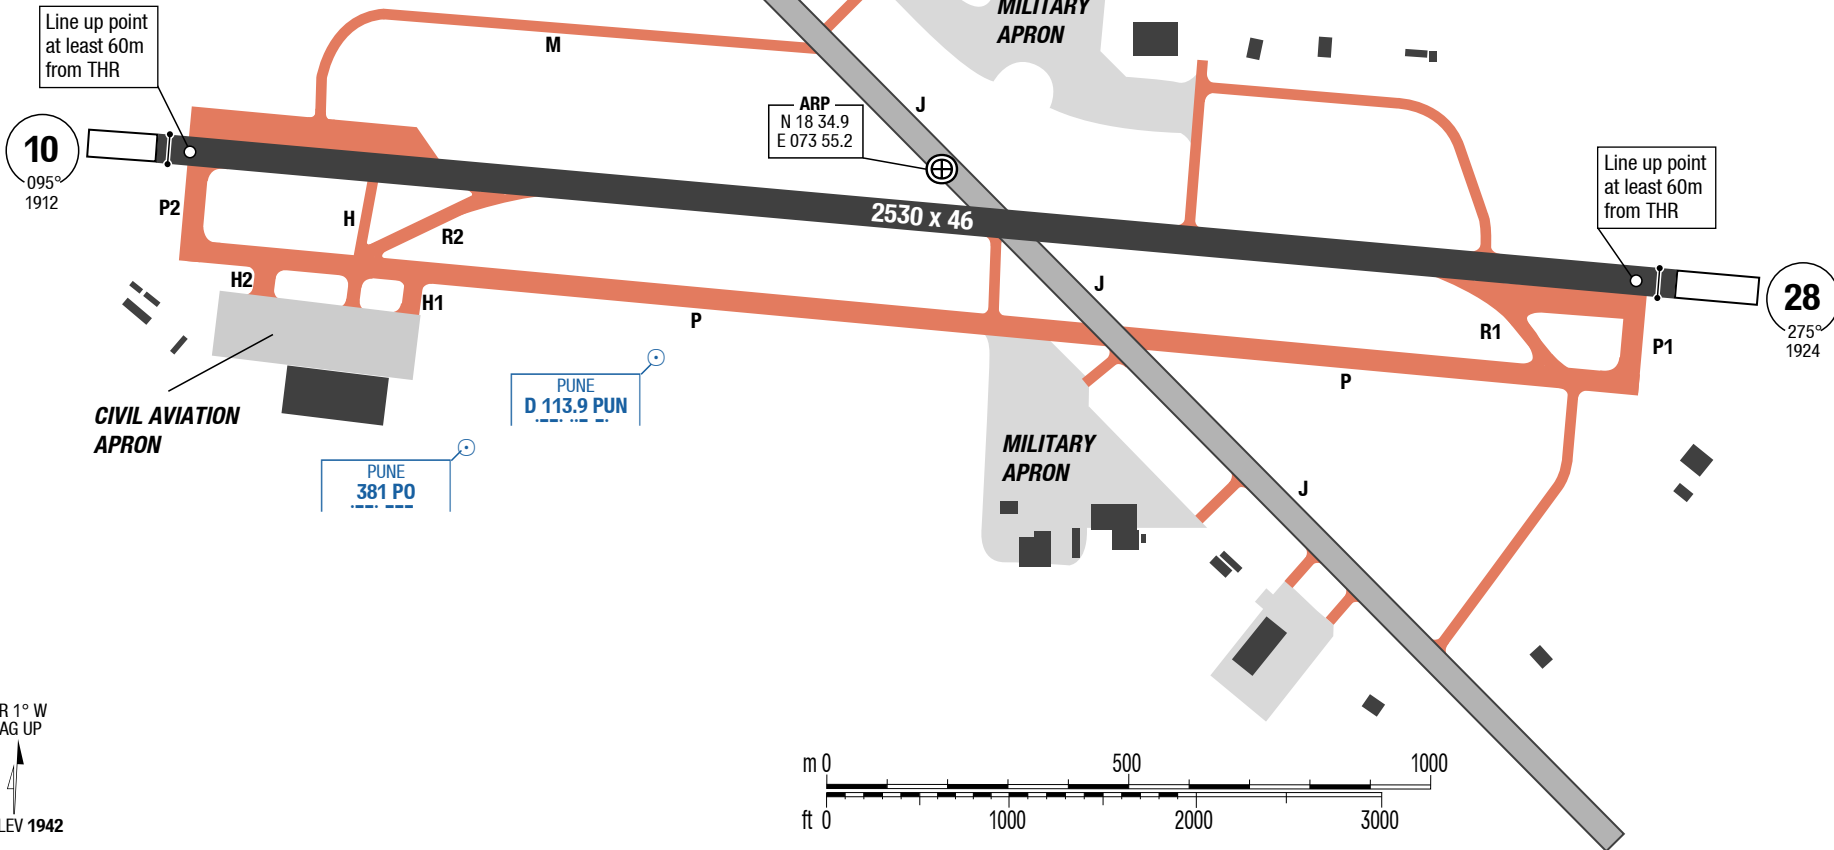 Line up point
at least 60m
from THR
10
095°
1912
M
MILITARY
APRON
J
ARP
N 18 34.9
E 073 55.2
2530 x 46
Line up point
at least 60m
from THR
28
275°
1924
P2
H
R2
H2
H1
P
J
R1
P1
P
CIVIL AVIATION
APRON
PUNE
D 113.9 PUN
PUNE
381 PO
MILITARY
APRON
J
R 1° W
AG UP
LEV 1942
m 0 500 1000
ft 0 1000 2000 3000